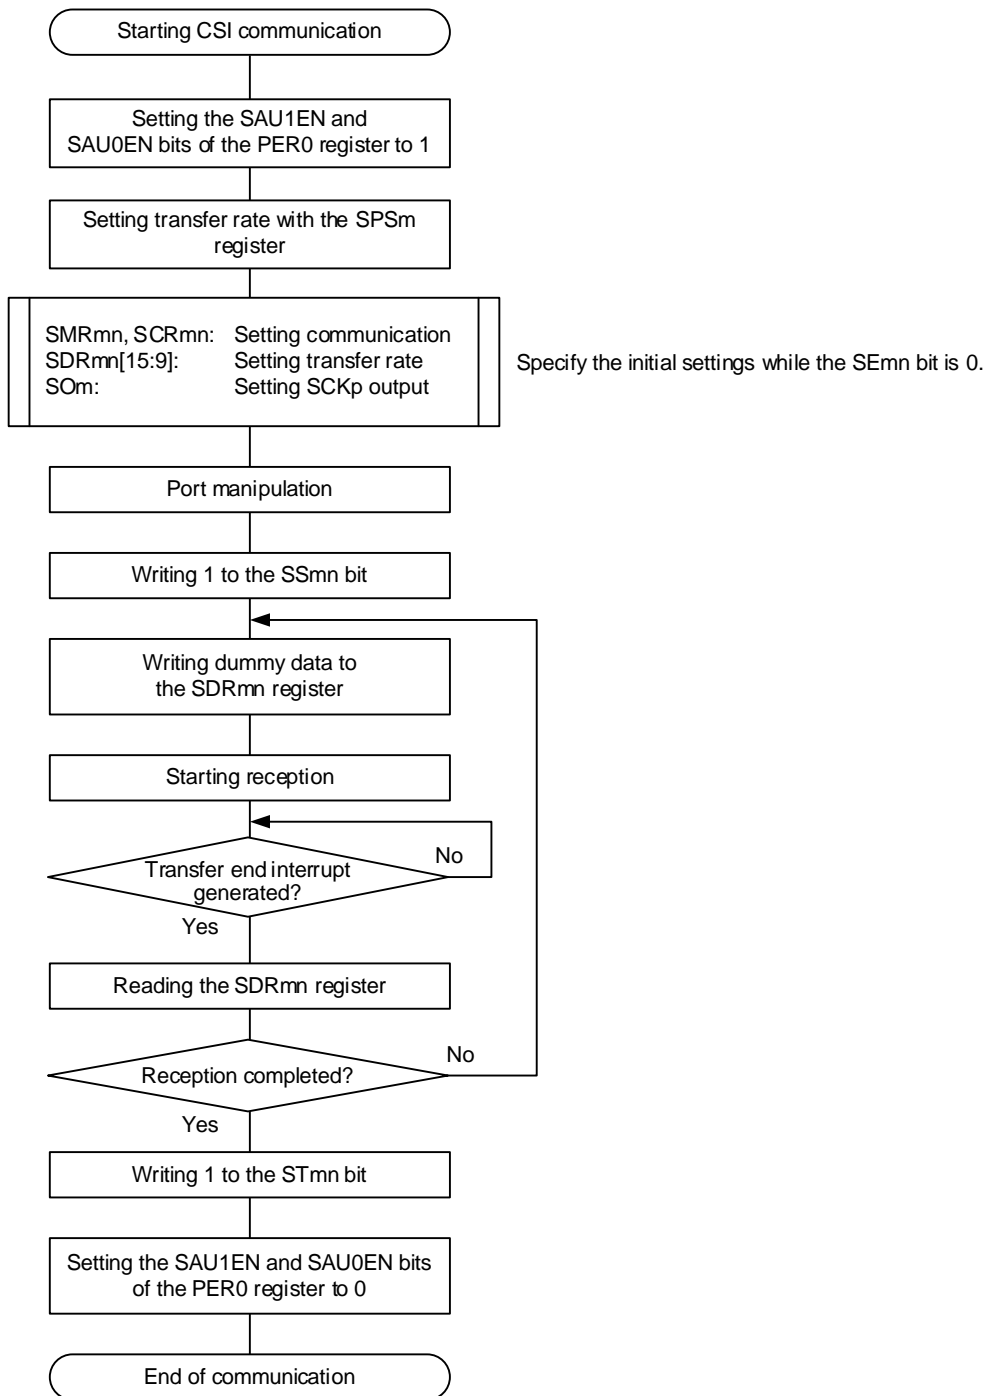 Starting CSI communication
Setting the SAU1EN and
SAU0EN bits of the PER0 register to 1
Setting transfer rate with the SPSm
register
SMRmn, SCRmn: Setting communication
SDRmn[15:9]: Setting transfer rate
SOm: Setting SCKp output
Specify the initial settings while the SEmn bit is 0.
Port manipulation
Writing 1 to the SSmn bit
Writing dummy data to
the SDRmn register
Starting reception
No
Transfer end interrupt
generated?
Yes
Reading the SDRmn register
No
Reception completed?
Yes
Writing 1 to the STmn bit
Setting the SAU1EN and SAU0EN bits
of the PER0 register to 0
End of communication